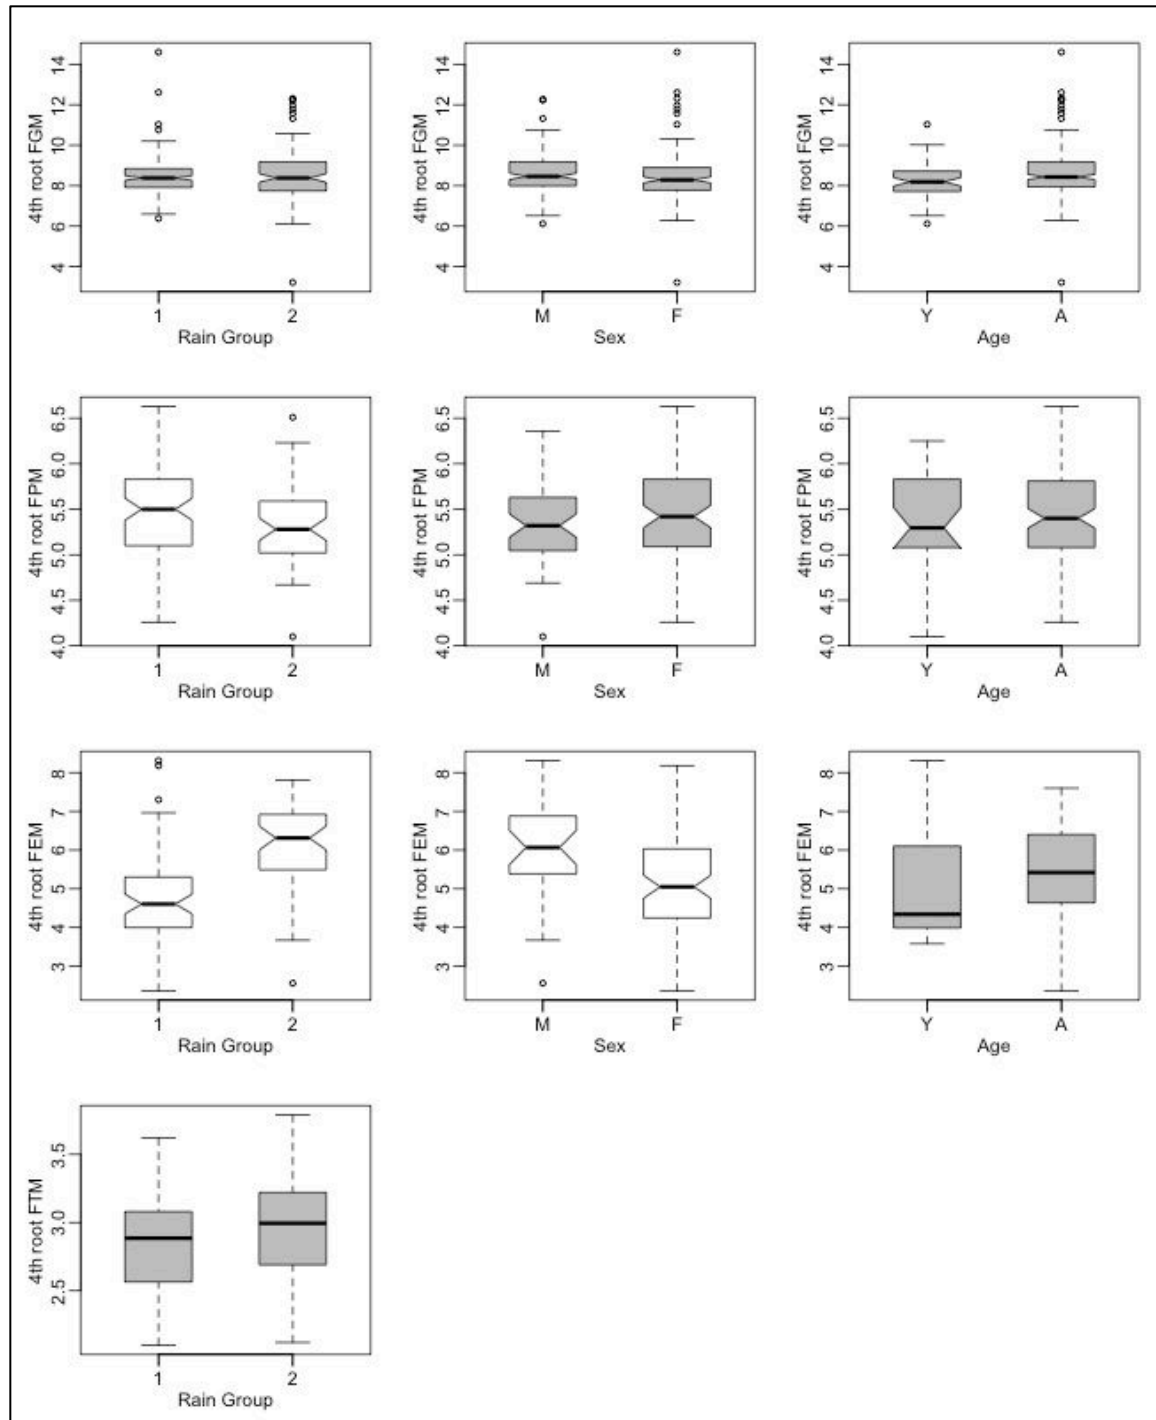 4th root FGM
14
12
10
8
6
4
1 2
Rain Group
4th root FGM
14
12
10
8
6
4
M F
Sex
4th root FGM
14
12
10
8
6
4
Y A
Age
4th root FPM
6.5
6.0
5.5
5.0
4.5
4.0
1 2
Rain Group
4th root FPM
6.5
6.0
5.5
5.0
4.5
4.0
M F
Sex
4th root FPM
6.5
6.0
5.5
5.0
4.5
4.0
Y A
Age
4th root FEM
8
7
6
5
4
3
1 2
Rain Group
4th root FEM
8
7
6
5
4
3
M F
Sex
4th root FEM
8
7
6
5
4
3
Y A
Age
4th root FTM
3.5
3.0
2.5
1 2
Rain Group